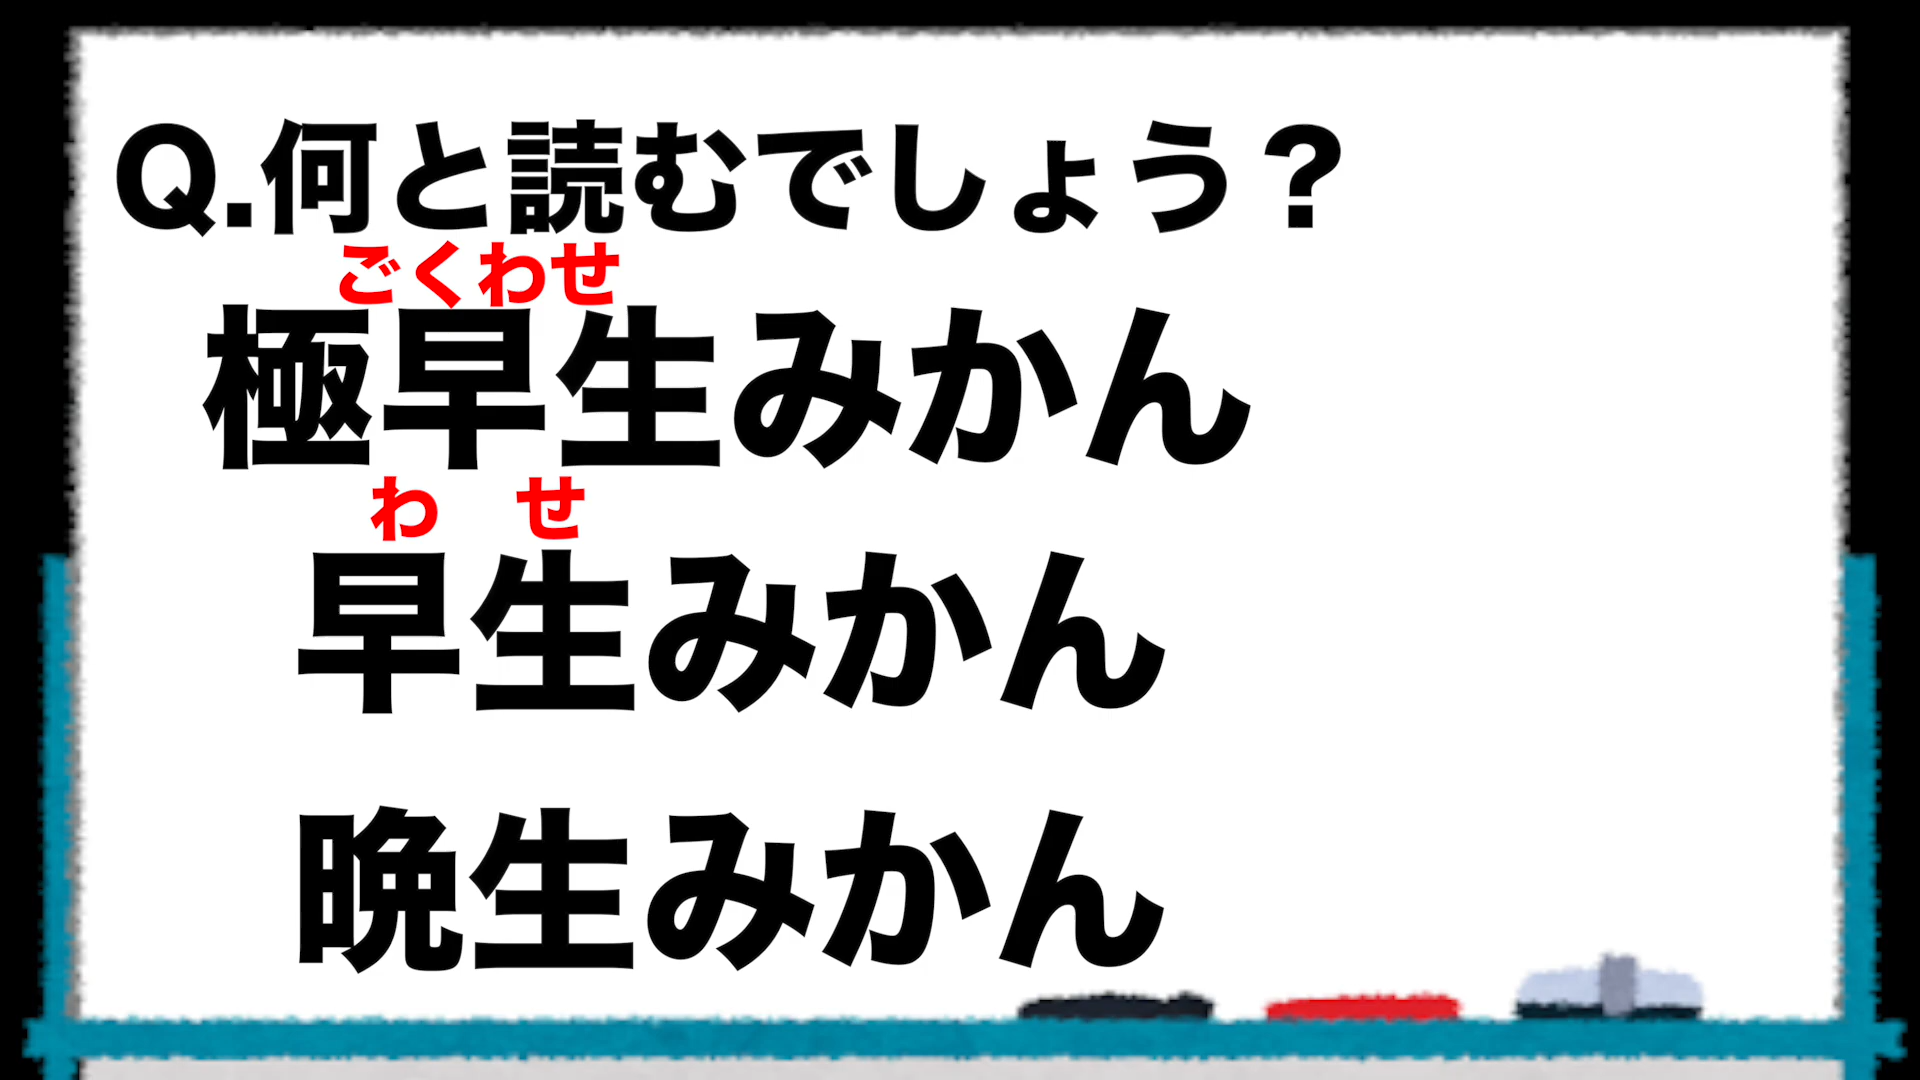 Q.何と読むでしょう？
ごくわせ
極早生みかん
わ せ
早生みかん
晩生みかん